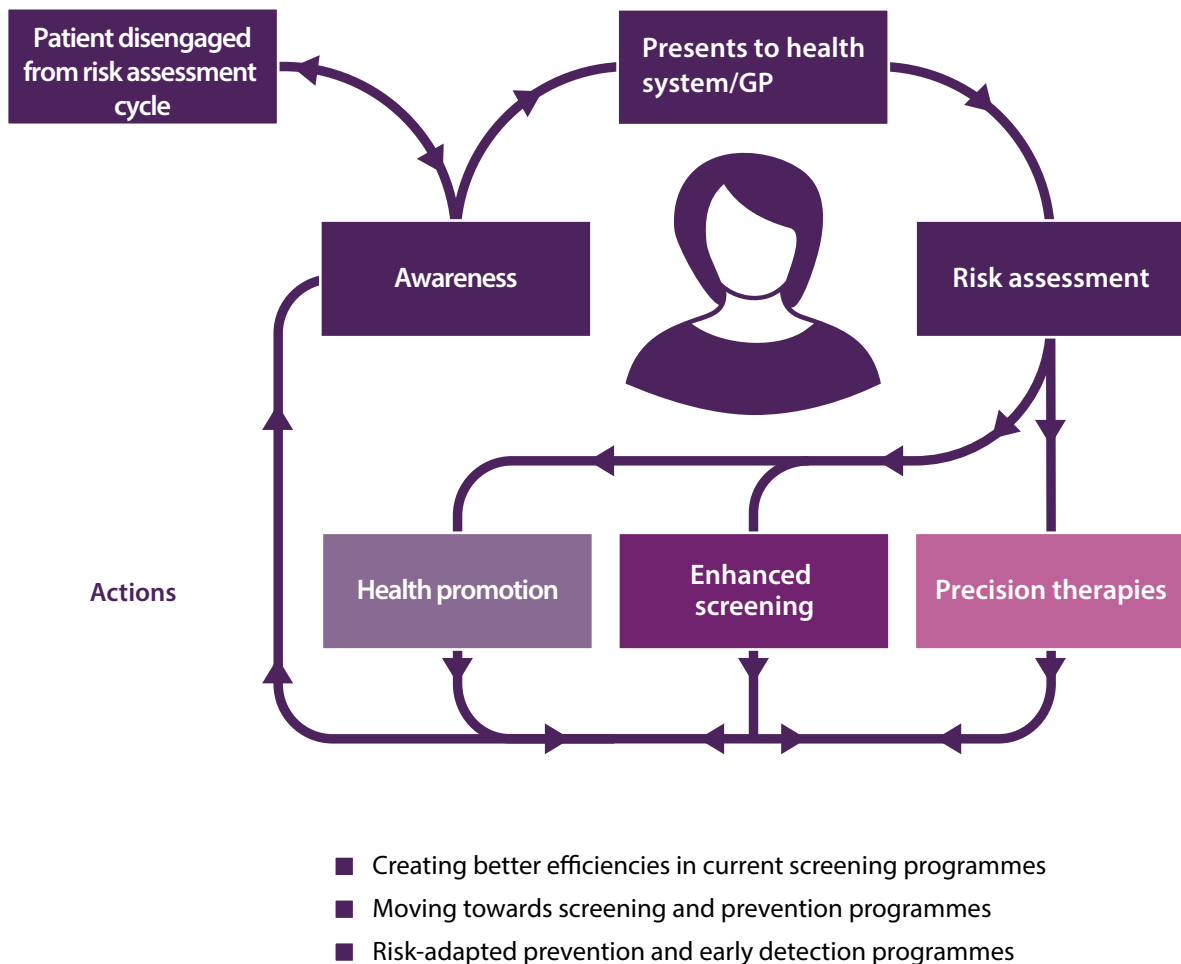 Patient disengaged
from risk assessment
cycle
Presents to health
system/GP
Awareness
Risk assessment
Actions
Health promotion
Enhanced
screening
Precision therapies
Creating better efficiencies in current screening programmes
Moving towards screening and prevention programmes
Risk-adapted prevention and early detection programmes